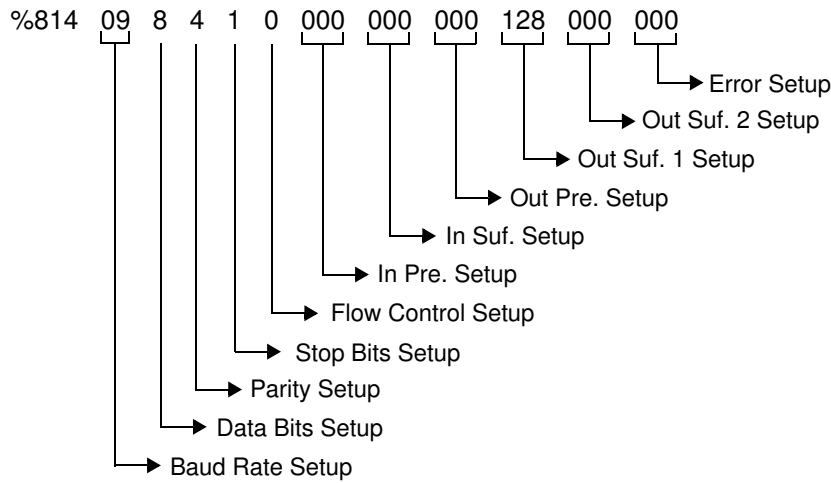 %814 09 8 4 1 0 000 000 000 128 000 000
Error Setup
Out Suf. 2 Setup
Out Suf. 1 Setup
Out Pre. Setup
In Suf. Setup
In Pre. Setup
Flow Control Setup
Stop Bits Setup
Parity Setup
Data Bits Setup
Baud Rate Setup